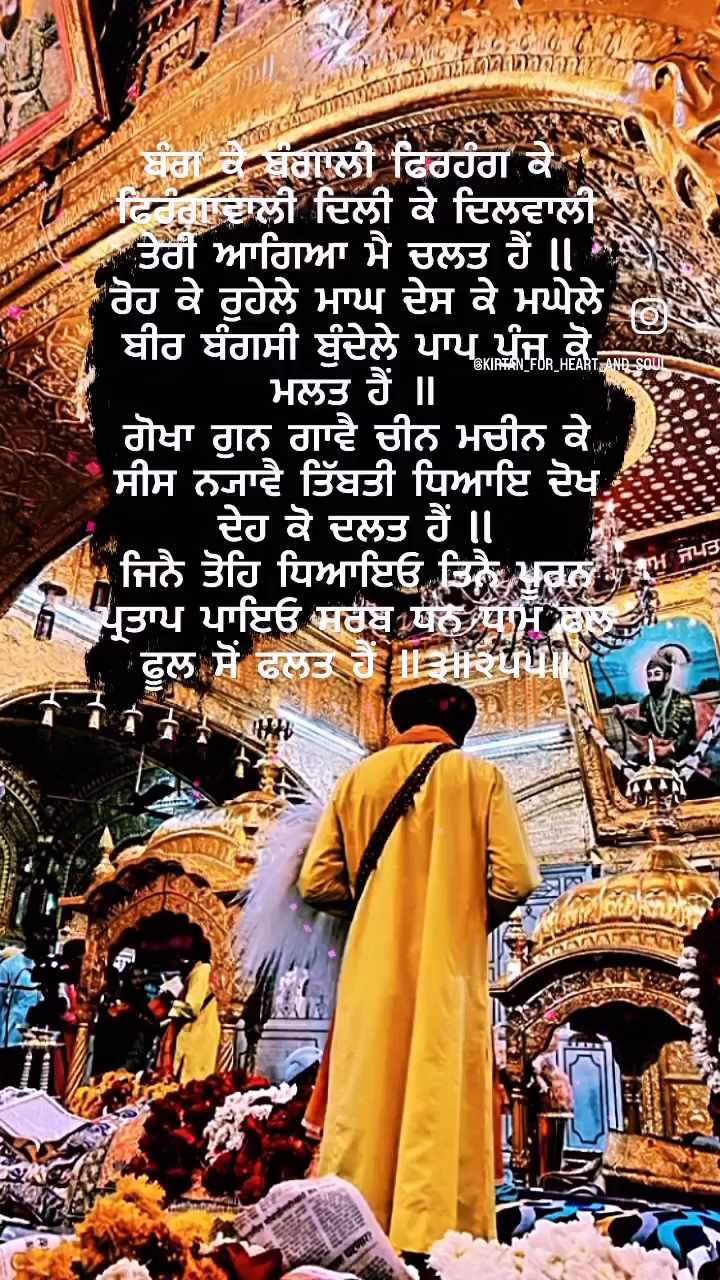 ਬੰਗ ਕੇ ਬੰਗਾਲੀ ਫਿਰਹੰਗ ਕੇ
ਫਿਰੰਗਾਵਾਲੀ ਦਿਲੀ ਕੇ ਦਿਲਵਾਲੀ
ਤੇਰੀ ਆਗਿਆ ਮੈ ਚਲਤ ਹੈਂ ॥
ਰੋਹ ਕੇ ਰੁਹੇਲੇ ਮਾਘ ਦੇਸ ਕੇ ਮਘੇਲੇ
ਬੀਰ ਬੰਗਸੀ ਬੁੰਦੇਲੇ ਪਾਪ ਪੁੰਜ ਕੋ
@KIRTAN_FOR_HEART_AND_SOUL
ਮਲਤ ਹੈਂ ॥
ਗੋਖਾ ਗੁਨ ਗਾਵੈ ਚੀਨ ਮਚੀਨ ਕੇ
ਸੀਸ ਨ੍ਯਾਵੈ ਤਿੱਬਤੀ ਧਿਆਇ ਦੋਖ
ਦੇਹ ਕੋ ਦਲਤ ਹੈਂ ॥
ਜਿਨੈ ਤੋਹਿ ਧਿਆਇਓ ਤਿਨੈ ਪੂਰਨ
ਪ੍ਰਤਾਪ ਪਾਇਓ ਸਰਬ ਧਨ ਧਾਮ ਫਲ
ਫੂਲ ਸੋਂ ਫਲਤ ਹੈਂ ॥੩॥੨੫੫॥